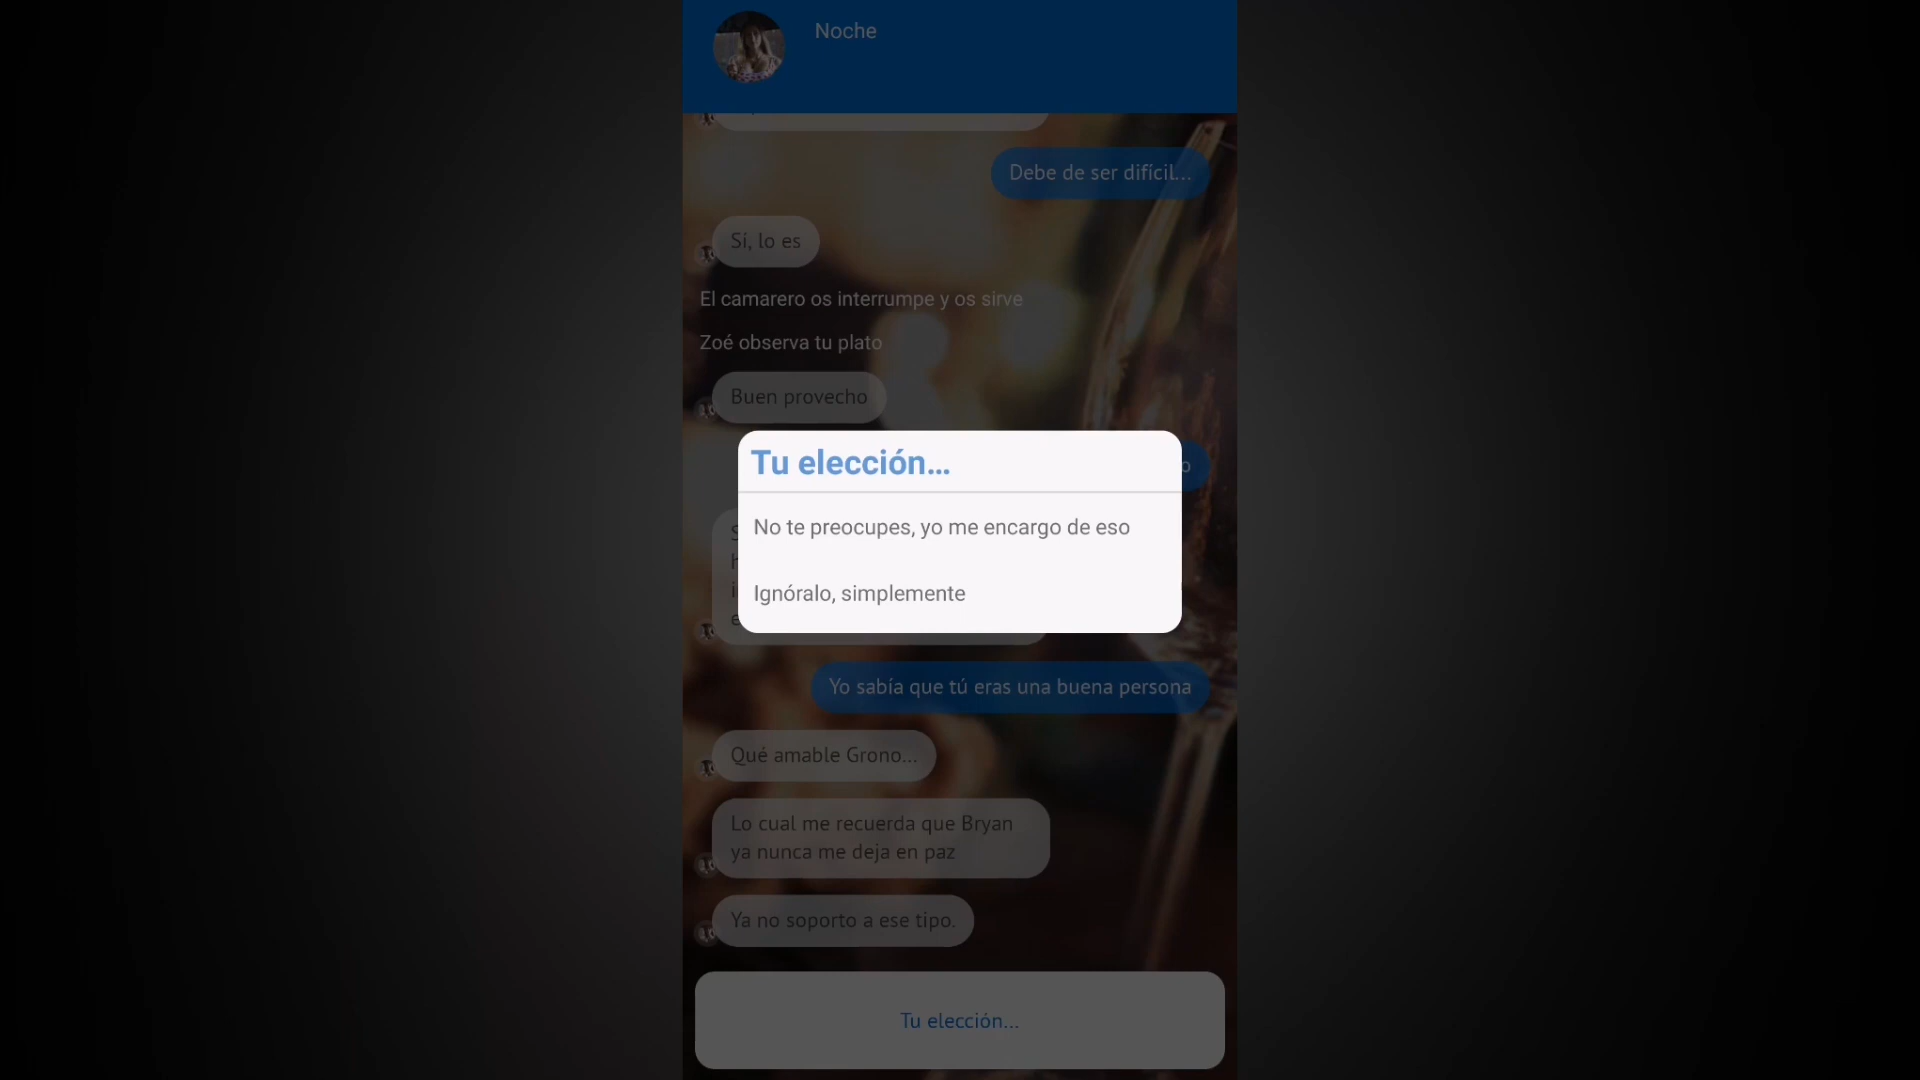 Noche
Debe de ser difícil...
Sí, lo es
El camarero os interrumpe y os sirve
Zoé observa tu plato
Buen provecho
Tu elección...
No te preocupes, yo me encargo de eso
Ignóralo, simplemente
Yo sabía que tú eras una buena persona
Qué amable Grono...
Lo cual me recuerda que Bryan
ya nunca me deja en paz
Ya no soporto a ese tipo.
Tu elección...